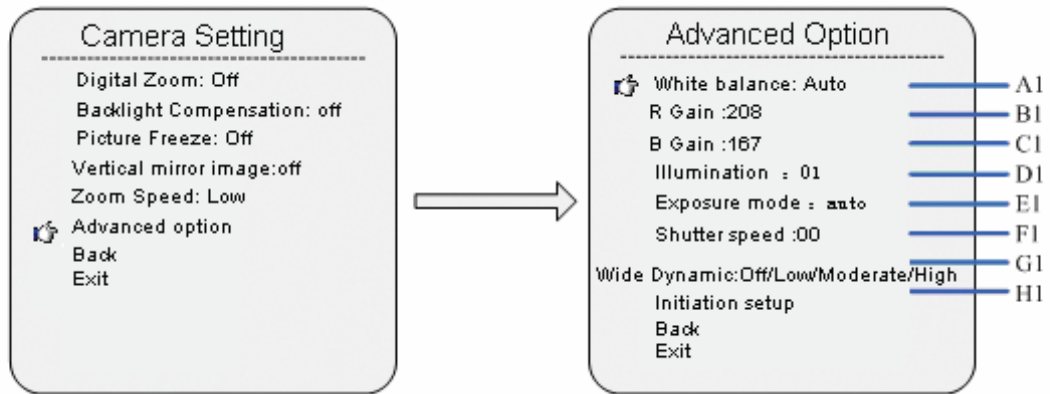 Camera Setting
Digital Zoom: Off
Backlight Compensation: off
Picture Freeze: Off
Vertical mirror image:off
Zoom Speed: Low
Advanced option
Back
Exit
Advanced Option
White balance: Auto
R Gain :208
B Gain :167
Illumination : 01
Exposure mode : auto
Shutter speed :00
Wide Dynamic:Off/Low/Moderate/High
Initiation setup
Back
Exit
A1
B1
C1
D1
E1
F1
G1
H1